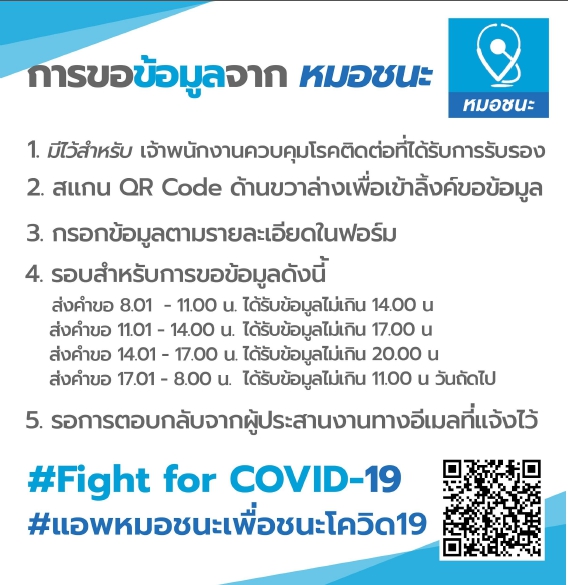 การขอข้อมูลจาก หมอชนะ
หมอชนะ
1. มีไว้สำหรับ เจ้าพนักงานควบคุมโรคติดต่อที่ได้รับการรับรอง
2. สแกน QR Code ด้านขวาล่างเพื่อเข้าลิ้งค์ขอข้อมูล
3. กรอกข้อมูลตามรายละเอียดในฟอร์ม
4. รอบสำหรับการขอข้อมูลดังนี้
ส่งคำขอ 8.01 - 11.00 น. ได้รับข้อมูลไม่เกิน 14.00 น
ส่งคำขอ 11.01 - 14.00 น. ได้รับข้อมูลไม่เกิน 17.00 น
ส่งคำขอ 14.01 - 17.00 น. ได้รับข้อมูลไม่เกิน 20.00 น
ส่งคำขอ 17.01 - 8.00 น. ได้รับข้อมูลไม่เกิน 11.00 น วันถัดไป
5. รอการตอบกลับจากผู้ประสานงานทางอีเมลที่แจ้งไว้
#Fight for COVID-19
#แอพหมอชนะเพื่อชนะโควิด19